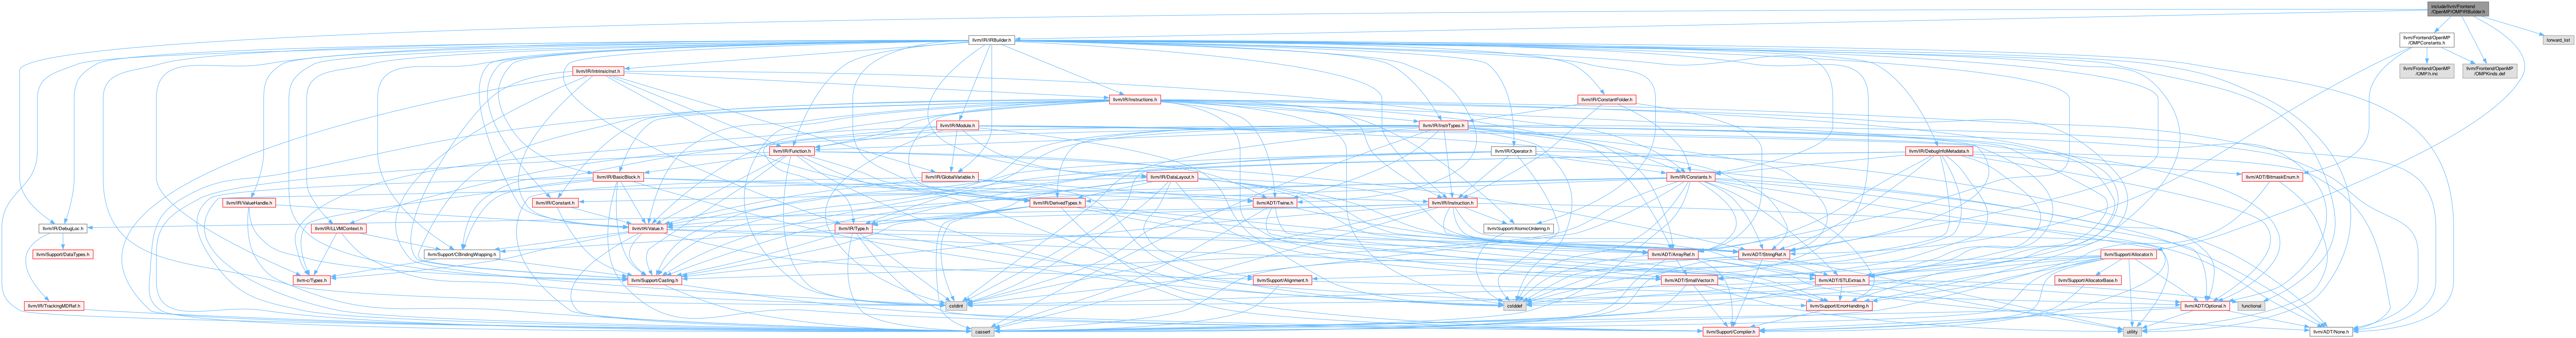 include/llvm/Frontend
/OpenMP/OMPIRBuilder.h
llvm/IR/IRBuilder.h
llvm/Frontend/OpenMP
/OMPConstants.h
forward_list
llvm/IR/IntrinsicInst.h
llvm/Frontend/OpenMP
/OMP.h.inc
llvm/Frontend/OpenMP
/OMPKinds.def
llvm/IR/Instructions.h
llvm/IR/ConstantFolder.h
llvm/IR/Module.h
llvm/IR/InstrTypes.h
llvm/IR/Function.h
llvm/IR/Operator.h
llvm/IR/DebugInfoMetadata.h
llvm/IR/BasicBlock.h
llvm/IR/GlobalVariable.h
llvm/IR/DataLayout.h
llvm/IR/Constants.h
llvm/ADT/BitmaskEnum.h
llvm/IR/ValueHandle.h
llvm/IR/Constant.h
llvm/IR/DerivedTypes.h
llvm/ADT/Twine.h
llvm/IR/Instruction.h
llvm/IR/DebugLoc.h
llvm/IR/LLVMContext.h
llvm/IR/Value.h
llvm/IR/Type.h
llvm/Support/AtomicOrdering.h
llvm/Support/DataTypes.h
llvm/Support/CBindingWrapping.h
llvm/ADT/ArrayRef.h
llvm/ADT/StringRef.h
llvm/Support/Allocator.h
llvm-c/Types.h
llvm/Support/Casting.h
llvm/Support/Alignment.h
llvm/ADT/SmallVector.h
llvm/ADT/STLExtras.h
llvm/Support/AllocatorBase.h
llvm/IR/TrackingMDRef.h
cstdint
cstddef
llvm/Support/ErrorHandling.h
llvm/ADT/Optional.h
functional
cassert
llvm/Support/Compiler.h
utility
llvm/ADT/None.h